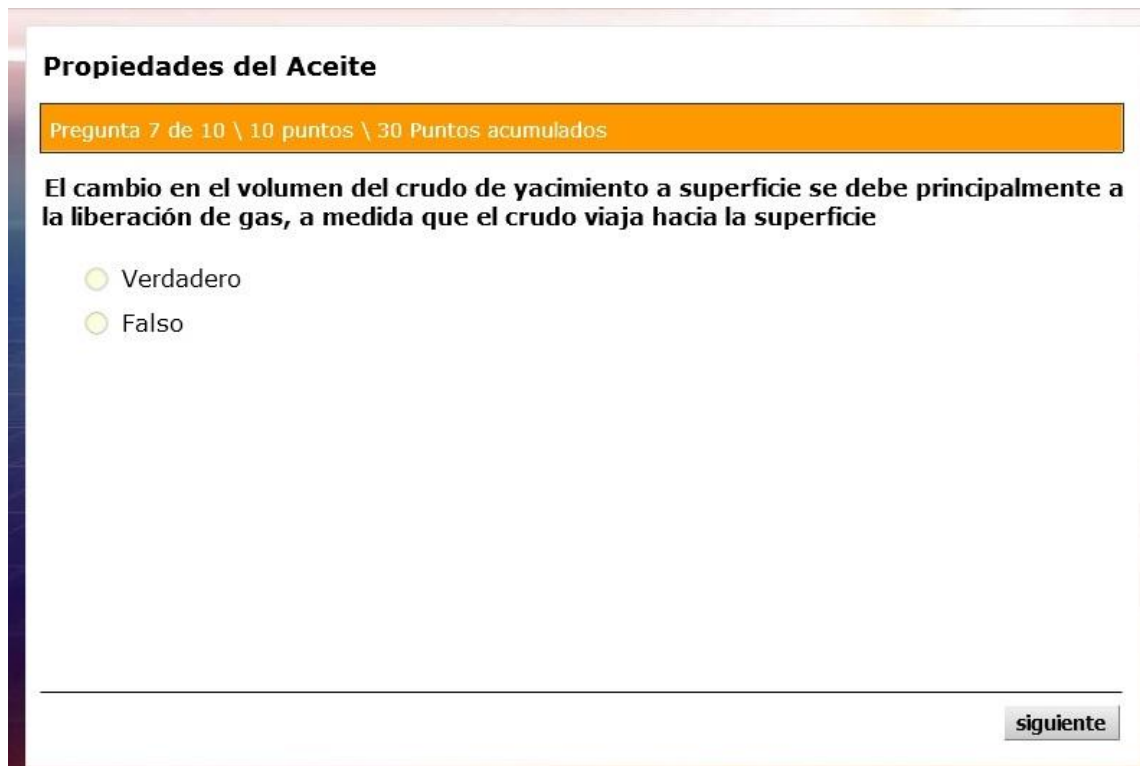 Propiedades del Aceite
Pregunta 7 de 10 \ 10 puntos \ 30 Puntos acumulados
El cambio en el volumen del crudo de yacimiento a superficie se debe principalmente a
la liberación de gas, a medida que el crudo viaja hacia la superficie
Verdadero
Falso
siguiente